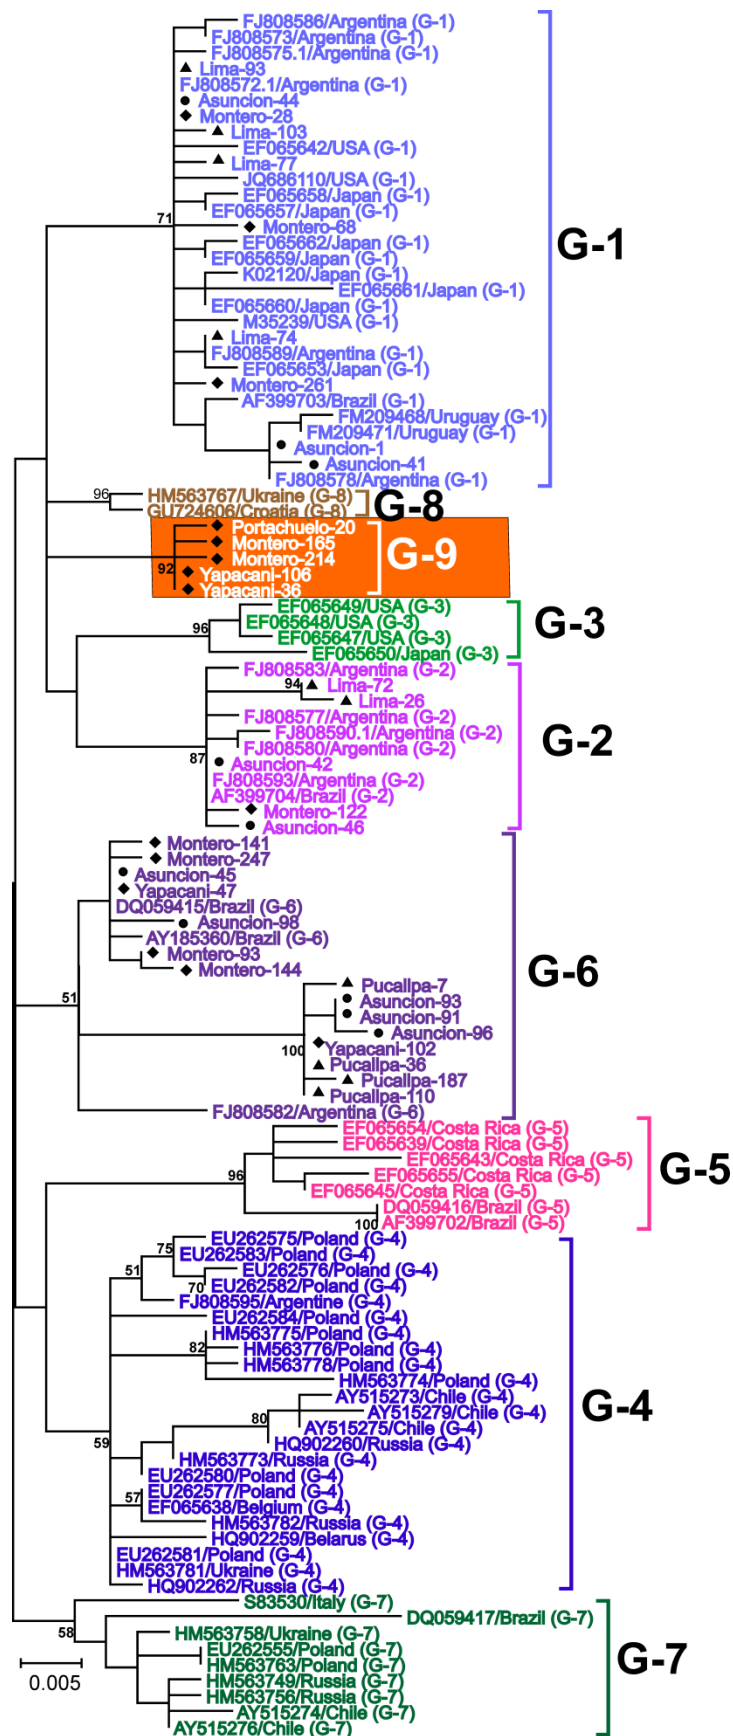 FJ808586/Argentina (G-1)
FJ808573/Argentina (G-1)
FJ808575.1/Argentina (G-1)
Lima-93
FJ808572.1/Argentina (G-1)
Asuncion-44
Montero-28
Lima-103
EF065642/USA (G-1)
Lima-77
JQ686110/USA (G-1)
EF065658/Japan (G-1)
EF065657/Japan (G-1)
71
Montero-68
EF065662/Japan (G-1)
G-1
EF065659/Japan (G-1)
K02120/Japan (G-1)
EF065661/Japan (G-1)
EF065660/Japan (G-1)
M35239/USA (G-1)
Lima-74
FJ808589/Argentina (G-1)
EF065653/Japan (G-1)
Montero-261
AF399703/Brazil (G-1)
FM209468/Uruguay (G-1)
FM209471/Uruguay (G-1)
Asuncion-1
Asuncion-41
FJ808578/Argentina (G-1)
96
HM563767/Ukraine (G-8)
G-8
GU724606/Croatia (G-8)
Portachuelo-20
Montero-165
G-9
Montero-214
92
Yapacani-106
Yapacani-36
EF065649/USA (G-3)
EF065648/USA (G-3)
G-3
96
EF065647/USA (G-3)
EF065650/Japan (G-3)
FJ808583/Argentina (G-2)
94
Lima-72
Lima-26
FJ808577/Argentina (G-2)
FJ808590.1/Argentina (G-2)
G-2
FJ808580/Argentina (G-2)
87
Asuncion-42
FJ808593/Argentina (G-2)
AF399704/Brazil (G-2)
Montero-122
Asuncion-46
Montero-141
Montero-247
Asuncion-45
Yapacani-47
DQ059415/Brazil (G-6)
Asuncion-98
AY185360/Brazil (G-6)
Montero-93
Montero-144
G-6
Pucallpa-7
51
Asuncion-93
Asuncion-91
Asuncion-96
100
Yapacani-102
Pucallpa-36
Pucallpa-187
Pucallpa-110
FJ808582/Argentina (G-6)
EF065654/Costa Rica (G-5)
EF065639/Costa Rica (G-5)
EF065643/Costa Rica (G-5)
G-5
96
EF065655/Costa Rica (G-5)
EF065645/Costa Rica (G-5)
DQ059416/Brazil (G-5)
100
AF399702/Brazil (G-5)
EU262575/Poland (G-4)
75
EU262583/Poland (G-4)
51
EU262576/Poland (G-4)
70
EU262582/Poland (G-4)
FJ808595/Argentine (G-4)
EU262584/Poland (G-4)
HM563775/Poland (G-4)
82
HM563776/Poland (G-4)
HM563778/Poland (G-4)
HM563774/Poland (G-4)
AY515273/Chile (G-4)
G-4
80
AY515279/Chile (G-4)
AY515275/Chile (G-4)
59
HQ902260/Russia (G-4)
HM563773/Russia (G-4)
EU262580/Poland (G-4)
EU262577/Poland (G-4)
57
EF065638/Belgium (G-4)
HM563782/Russia (G-4)
HQ902259/Belarus (G-4)
EU262581/Poland (G-4)
HM563781/Ukraine (G-4)
HQ902262/Russia (G-4)
S83530/Italy (G-7)
DQ059417/Brazil (G-7)
58
HM563758/Ukraine (G-7)
EU262555/Poland (G-7)
G-7
HM563763/Poland (G-7)
0.005
HM563749/Russia (G-7)
HM563756/Russia (G-7)
AY515274/Chile (G-7)
AY515276/Chile (G-7)